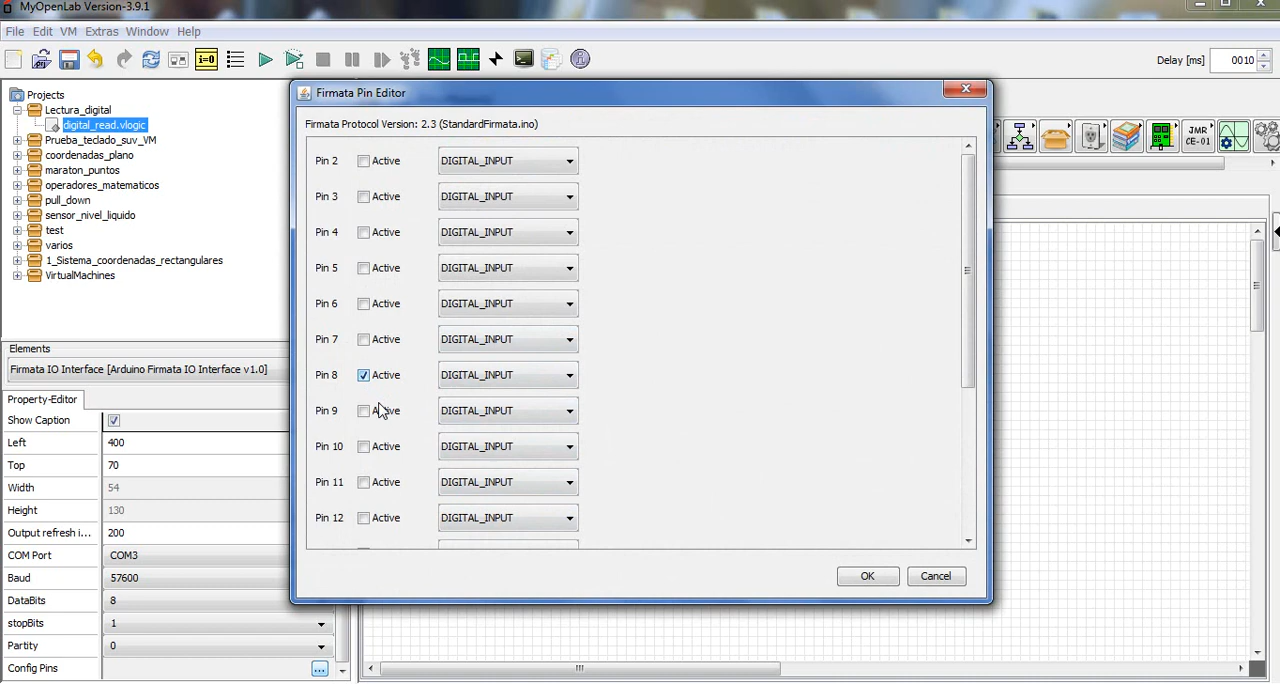 MyOpenLab Version-3.9.1
File Edit VM Extras Window Help
i=0
Delay [ms] 0010
Projects
Lectura_digital
digital_read.vlogic
Prueba_teclado_suv_VM
coordenadas_plano
maraton_puntos
operadores_matematicos
pull_down
sensor_nivel_liquido
test
varios
1_Sistema_coordenadas_rectangulares
VirtualMachines
JMR
CE-01
Elements
Firmata IO Interface [Arduino Firmata IO Interface v1.0]
Property-Editor
Show Caption
Left 400
Top 70
Width 54
Height 130
Output refresh i... 200
COM Port COM3
Baud 57600
DataBits 8
stopBits 1
Partity 0
Config Pins ...
Firmata Pin Editor
Firmata Protocol Version: 2.3 (StandardFirmata.ino)
Pin 2 Active DIGITAL_INPUT
Pin 3 Active DIGITAL_INPUT
Pin 4 Active DIGITAL_INPUT
Pin 5 Active DIGITAL_INPUT
Pin 6 Active DIGITAL_INPUT
Pin 7 Active DIGITAL_INPUT
Pin 8 Active DIGITAL_INPUT
Pin 9 Active DIGITAL_INPUT
Pin 10 Active DIGITAL_INPUT
Pin 11 Active DIGITAL_INPUT
Pin 12 Active DIGITAL_INPUT
OK Cancel